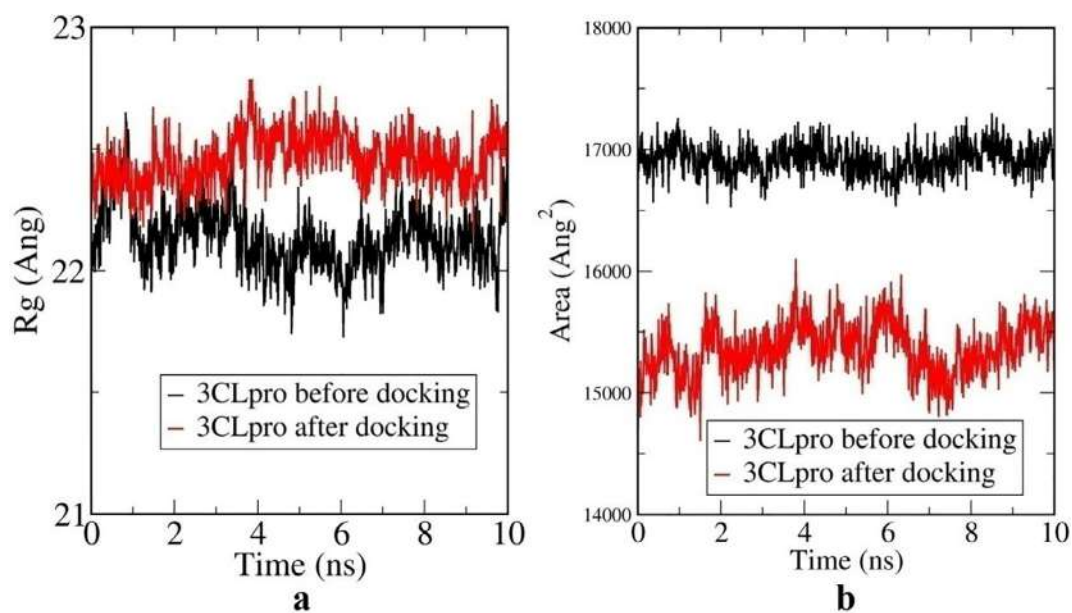 23
22
21
Rg (Ang)
0 2 4 6 8 10
Time (ns)
3CLpro before docking
3CLpro after docking
a
18000
17000
16000
15000
14000
Area (Ang²)
0 2 4 6 8 10
Time (ns)
3CLpro before docking
3CLpro after docking
b